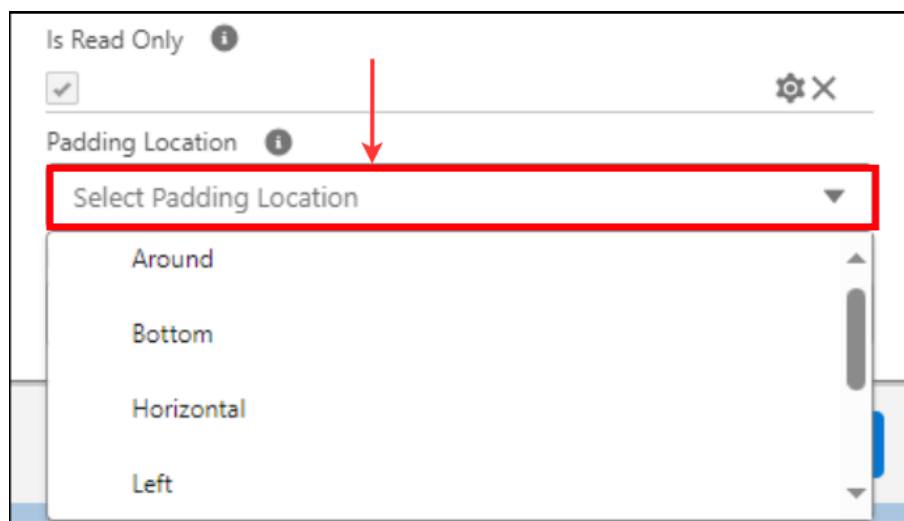 Is Read Only
Padding Location
Select Padding Location
Around
Bottom
Horizontal
Left